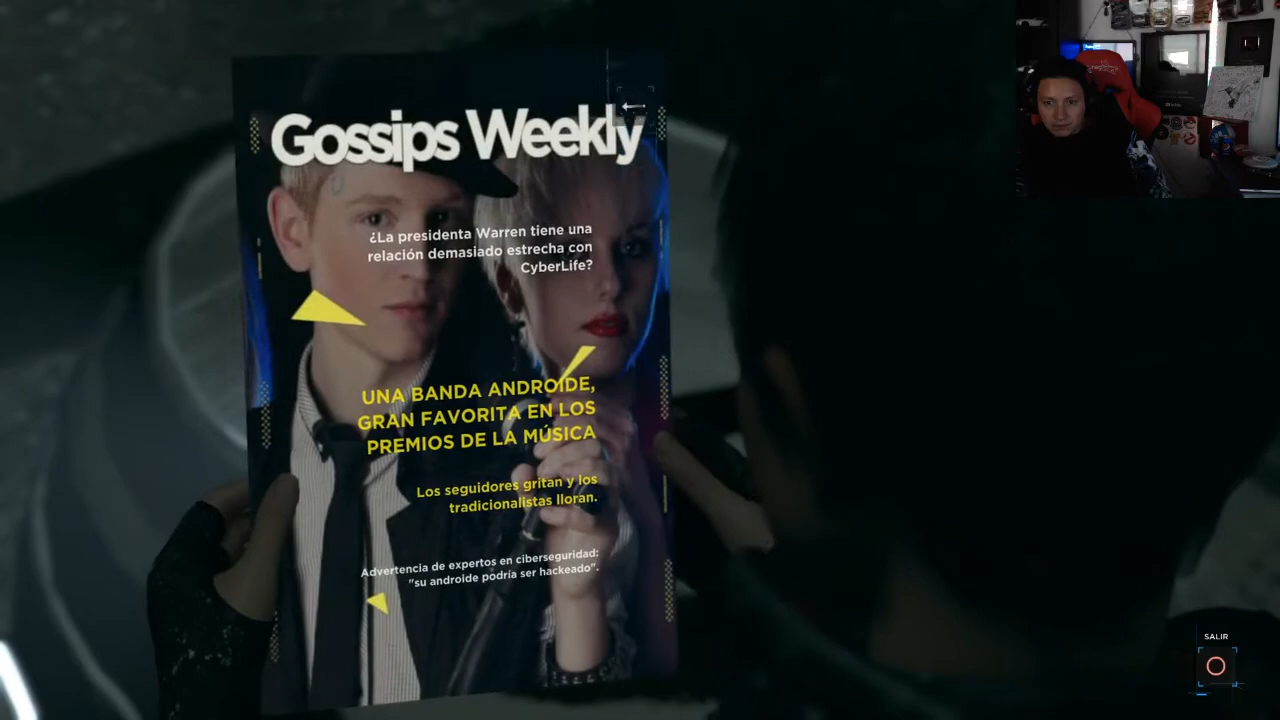 Gossips Weekly
¿La presidenta Warren tiene una
relación demasiado estrecha con
CyberLife?
UNA BANDA ANDROIDE,
GRAN FAVORITA EN LOS
PREMIOS DE LA MÚSICA
Los seguidores gritan y los
tradicionalistas lloran.
Advertencia de expertos en ciberseguridad:
"su androide podría ser hackeado".
SALIR